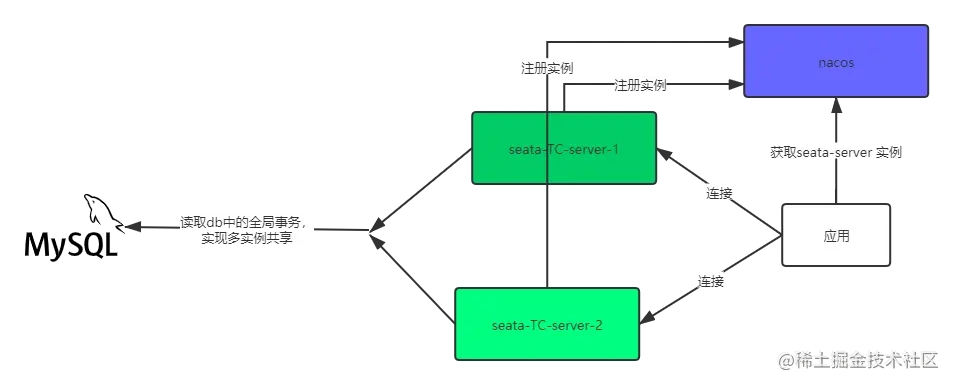 nacos
注册实例
注册实例
seata-TC-server-1
获取seata-server 实例
连接
MySQL
读取db中的全局事务，
实现多实例共享
应用
连接
seata-TC-server-2
@稀土掘金技术社区